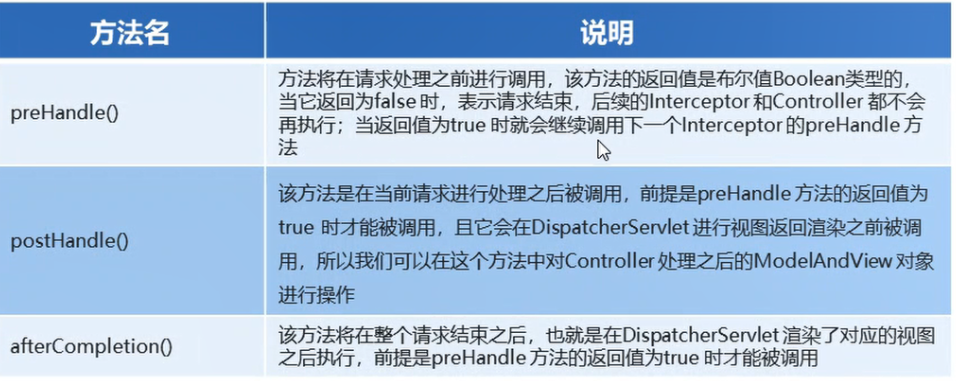 方法名 说明
preHandle()
方法将在请求处理之前进行调用，该方法的返回值是布尔值Boolean类型的，
当它返回为false 时，表示请求结束，后续的Interceptor 和Controller 都不会
再执行；当返回值为true 时就会继续调用下一个Interceptor 的preHandle 方
法
postHandle()
该方法是在当前请求进行处理之后被调用，前提是preHandle 方法的返回值为
true 时才能被调用，且它会在DispatcherServlet 进行视图返回渲染之前被调
用，所以我们可以在这个方法中对Controller 处理之后的ModelAndView 对象
进行操作
afterCompletion()
该方法将在整个请求结束之后，也就是在DispatcherServlet 渲染了对应的视图
之后执行，前提是preHandle 方法的返回值为true 时才能被调用